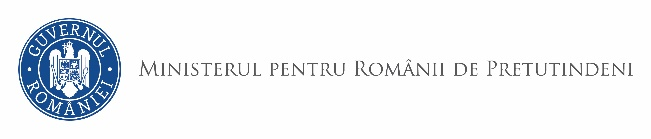 GUVERNUL
ROMÂNIEI
MINISTERUL PENTRU ROMÂNII DE PRETUTINDENI